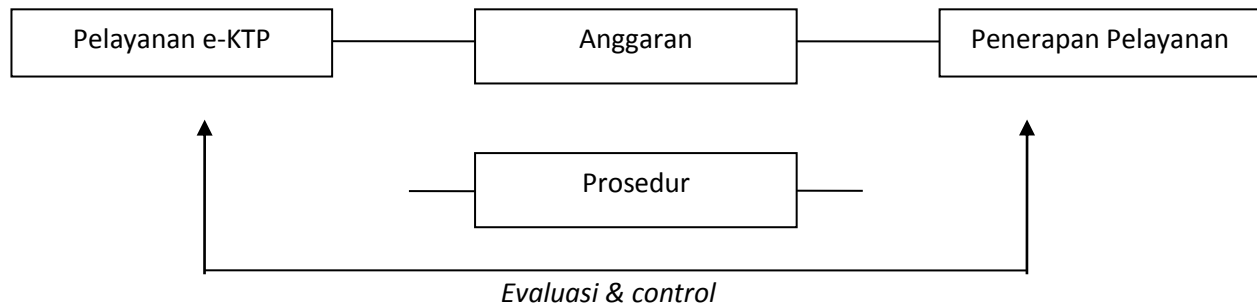 Pelayanan e-KTP
Anggaran
Penerapan Pelayanan
Prosedur
Evaluasi & control